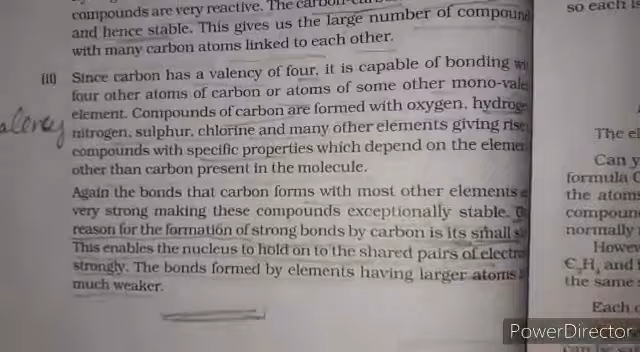 compounds are very reactive. The
and hence stable. This gives us the large number of compound
with many carbon atoms linked to each other.
(ii) Since carbon has a valency of four, it is capable of bonding
four other atoms of carbon or atoms of some other mono-vale
element. Compounds of carbon are formed with oxygen, hydroge
nitrogen, sulphur, chlorine and many other elements giving rise
compounds with specific properties which depend on the eleme
other than carbon present in the molecule.
Again the bonds that carbon forms with most other elements
very strong making these compounds exceptionally stable.
reason for the formation of strong bonds by carbon is its small
This enables the nucleus to hold on to the shared pairs of electro
strongly. The bonds formed by elements having larger atoms
much weaker.
alency
so each is
The el
Can y
formula
the atoms
compoun
normally
Howev
and
the same
Each
PowerDirector